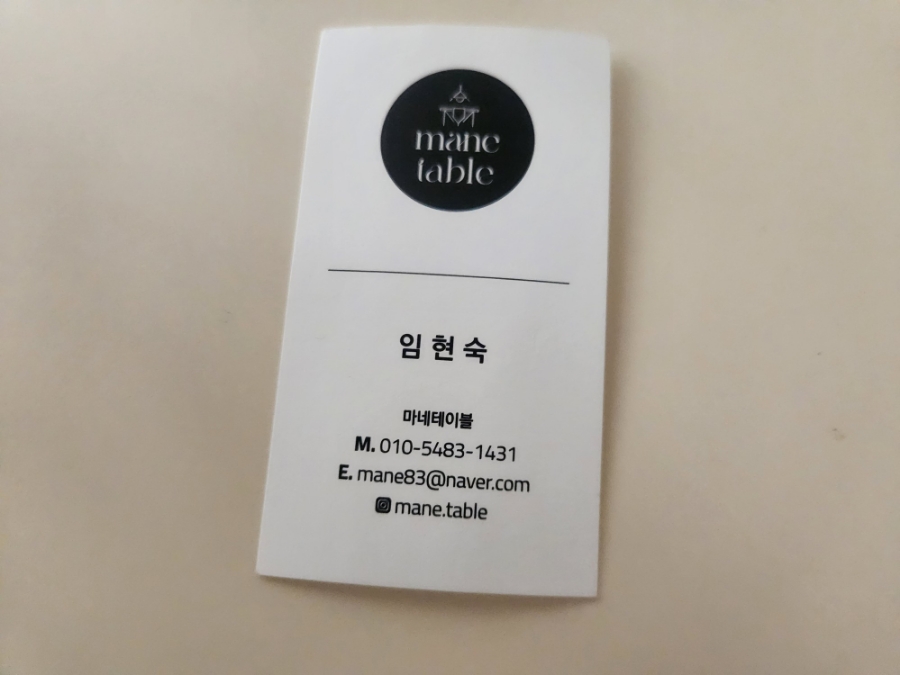 mane
table
임현숙
마네테이블
M. 010-5483-1431
E. mane83@naver.com
mane.table